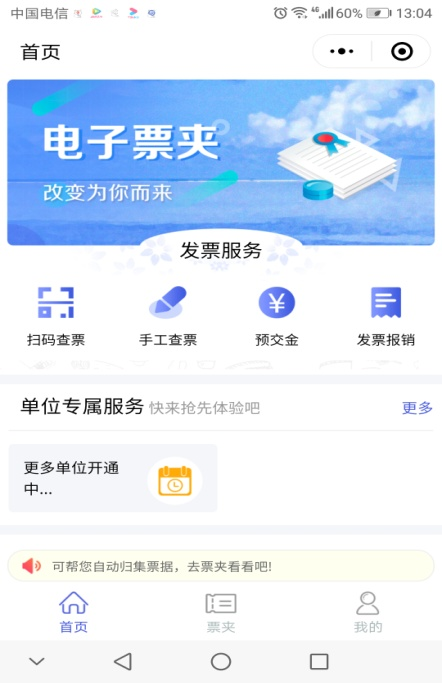 中国电信 4G 60% 13:04
首页
电子票夹
改变为你而来
发票服务
扫码查票 手工查票 预交金 发票报销
单位专属服务 快来抢先体验吧 更多
更多单位开通
中...
可帮您自动归集票据，去票夹看看吧!
首页 票夹 我的